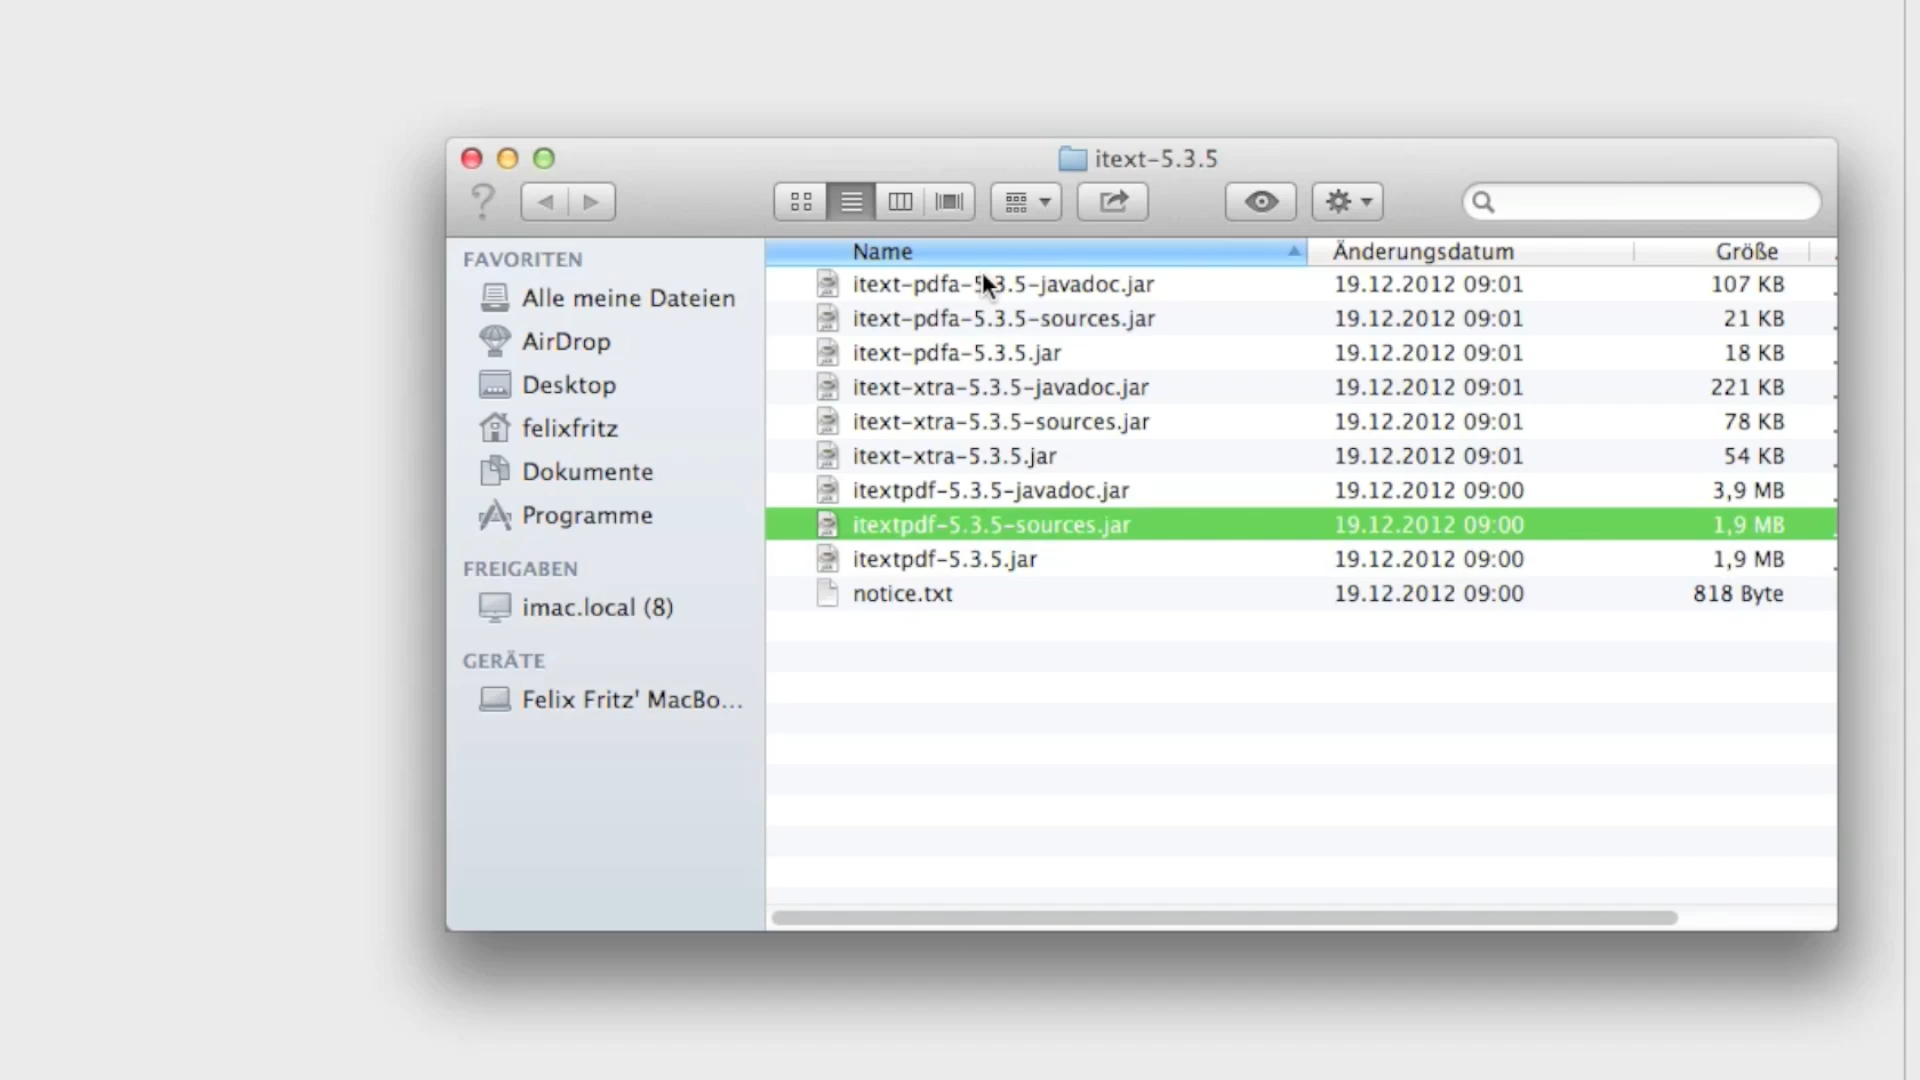 itext-5.3.5
FAVORITEN
Alle meine Dateien
AirDrop
Desktop
felixfritz
Dokumente
Programme
FREIGABEN
imac.local (8)
GERÄTE
Felix Fritz' MacBo...
Name Änderungsdatum Größe
itext-pdfa-5.3.5-javadoc.jar 19.12.2012 09:01 107 KB
itext-pdfa-5.3.5-sources.jar 19.12.2012 09:01 21 KB
itext-pdfa-5.3.5.jar 19.12.2012 09:01 18 KB
itext-xtra-5.3.5-javadoc.jar 19.12.2012 09:01 221 KB
itext-xtra-5.3.5-sources.jar 19.12.2012 09:01 78 KB
itext-xtra-5.3.5.jar 19.12.2012 09:01 54 KB
itextpdf-5.3.5-javadoc.jar 19.12.2012 09:00 3,9 MB
itextpdf-5.3.5-sources.jar 19.12.2012 09:00 1,9 MB
itextpdf-5.3.5.jar 19.12.2012 09:00 1,9 MB
notice.txt 19.12.2012 09:00 818 Byte